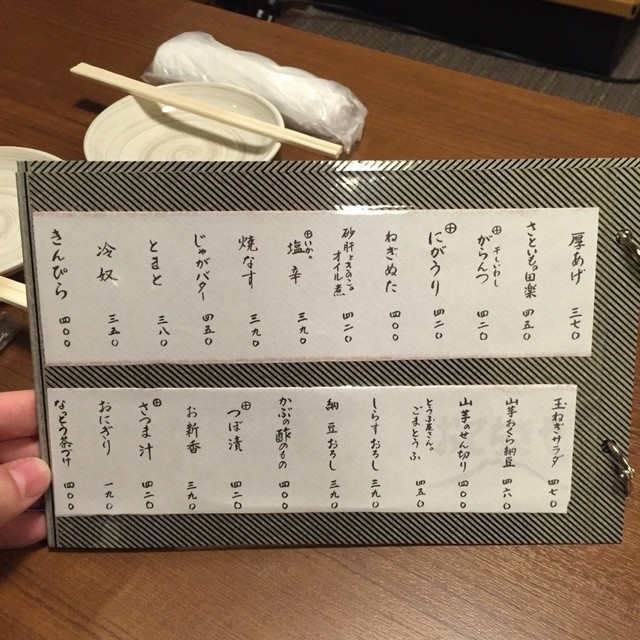 厚あげ 三七〇
さといも田楽 四五〇
㊉干しいわし がらんつ 四二〇
㊉にがうり 四二〇
ねぎぬた 四〇〇
砂肝ときのこのオイル煮 四二〇
㊉いかの塩辛 三九〇
焼なす 三九〇
じゃがバター 四五〇
とまと 三八〇
冷奴 三五〇
きんぴら 四〇〇
玉ねぎサラダ 四七〇
山芋おくら納豆 四六〇
山芋のせん切り 四〇〇
とうふ屋さんのごまとうふ 四五〇
しらすおろし 三九〇
納豆おろし 三九〇
かぶの酢のもの 四〇〇
㊉つぼ漬 四二〇
お新香 三九〇
㊉さつま汁 四二〇
おにぎり 一九〇
なっとう茶づけ 四〇〇